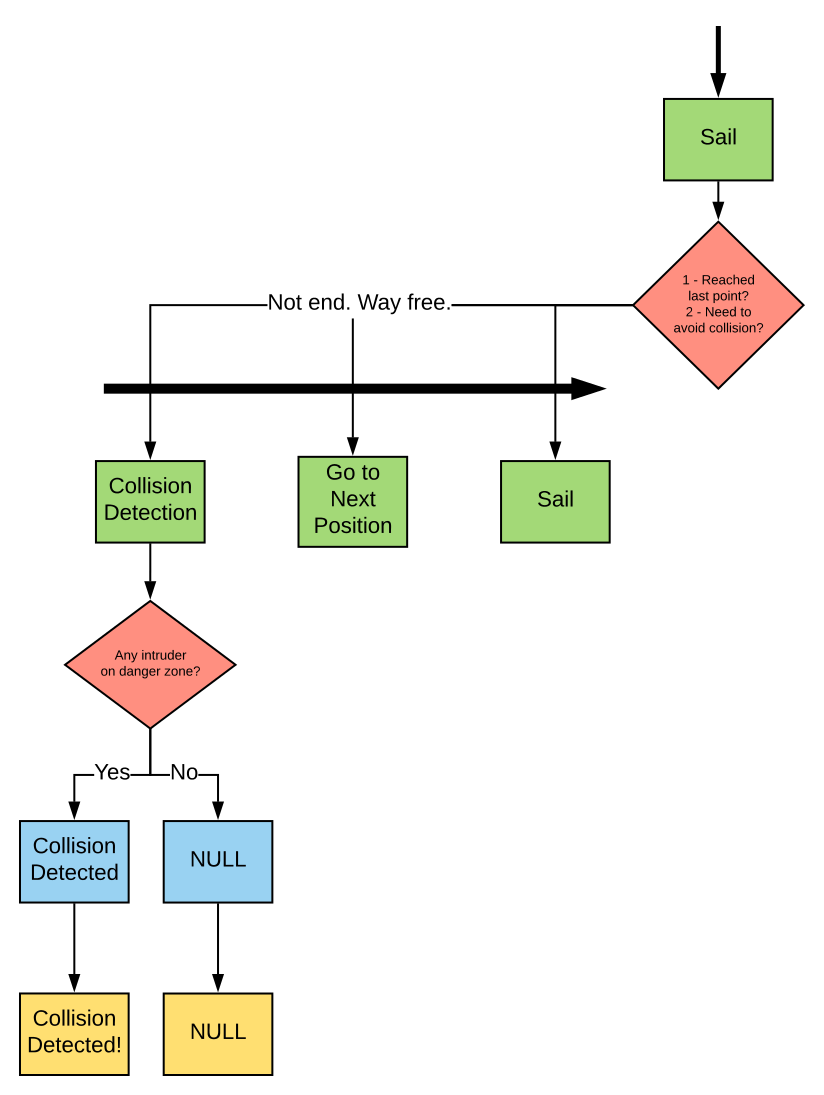 Sail
1 - Reached
last point?
2 - Need to
avoid collision?
Not end. Way free.
Collision
Detection
Go to
Next
Position
Sail
Any intruder
on danger zone?
Yes
No
Collision
Detected
NULL
Collision
Detected!
NULL